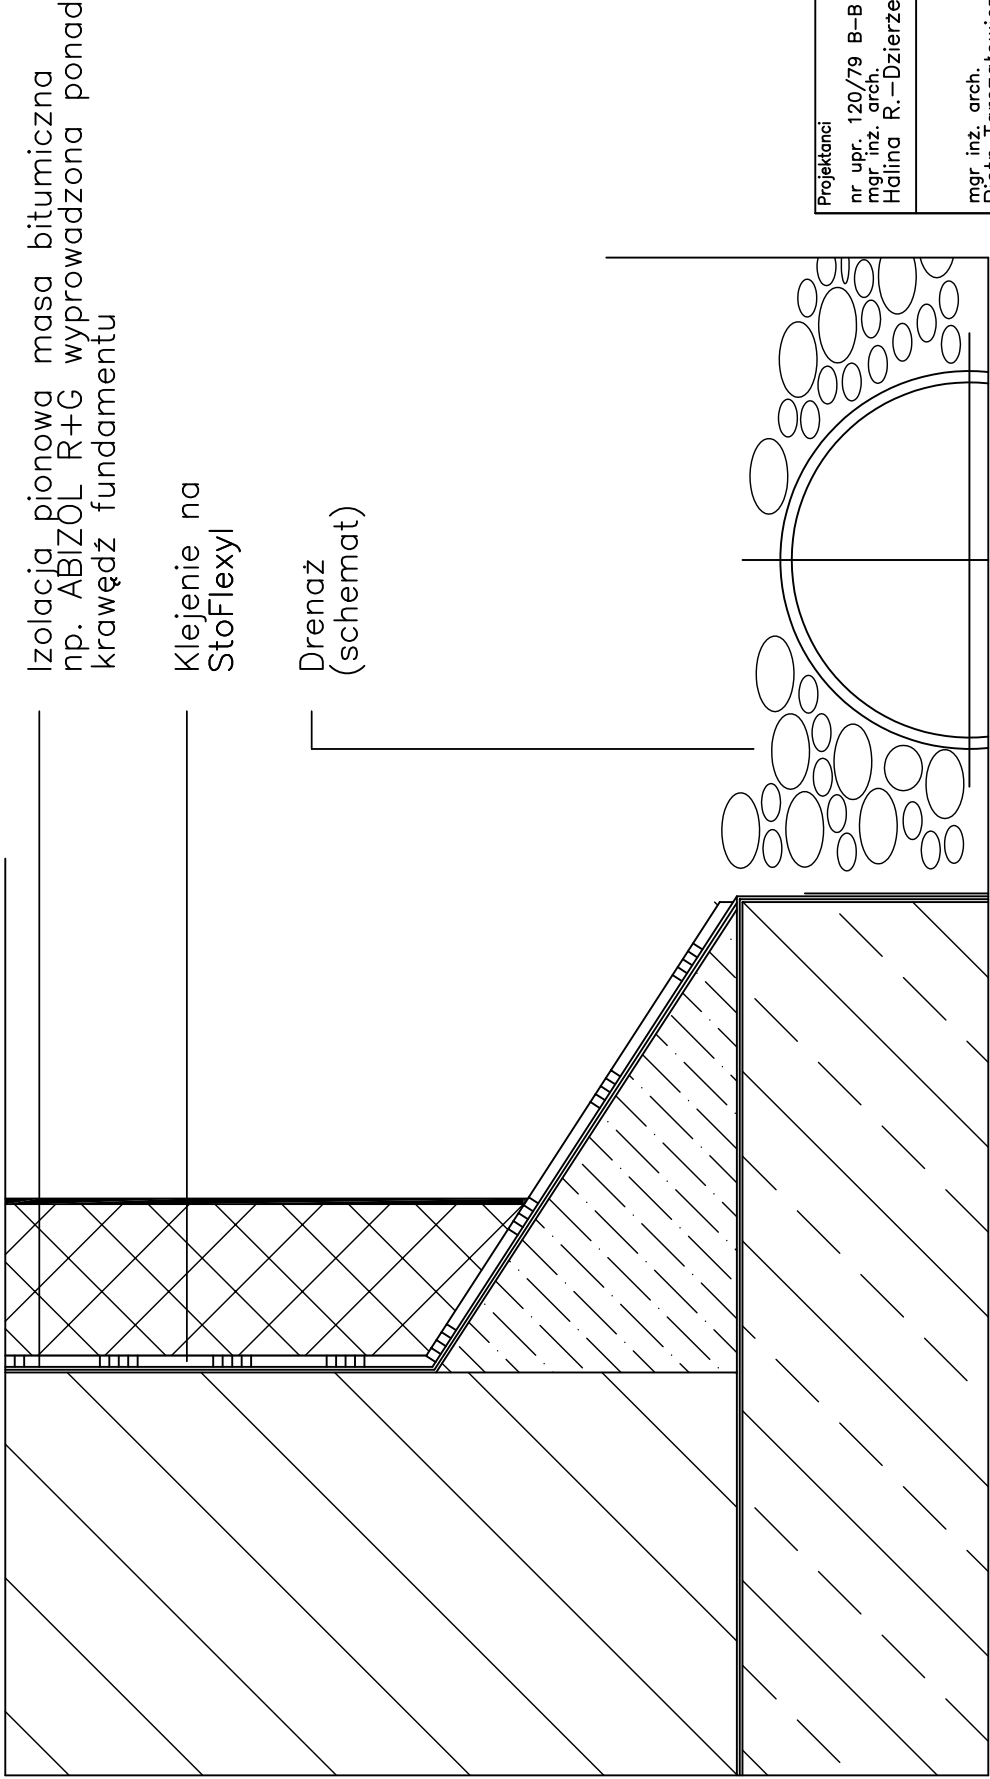 Izolacja pionowa masa bitumiczna
np. ABIZOL R+G wyprowadzona ponad
krawędź fundamentu
Klejenie na
StoFlexyl
Drenaż
(schemat)
Projektanci
nr upr. 120/79 B-B
mgr inż. arch.
Halina R.-Dzierże
mgr inż. arch.